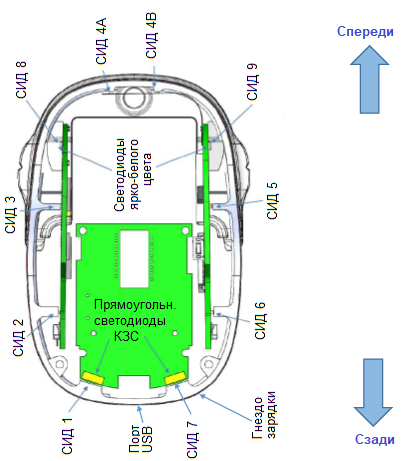 СИД 4А
СИД 4В
Спереди
СИД 8
СИД 9
Светодиоды
ярко-белого
цвета
СИД 3
СИД 5
Прямоугольн.
светодиоды
КЗС
СИД 2
СИД 6
СИД 1
Порт
USB
СИД 7
Гнездо
зарядки
Сзади